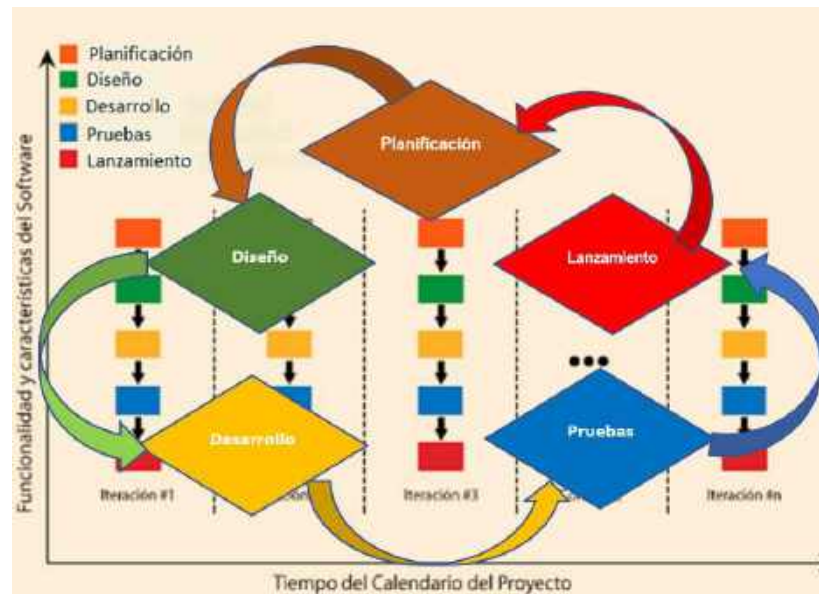 Planificación
Diseño
Desarrollo
Pruebas
Lanzamiento
Planificación
Diseño
Lanzamiento
Desarrollo
Pruebas
Iteración #1
Iteración #3
Iteración #n
Funcionalidad y características del Software
Tiempo del Calendario del Proyecto